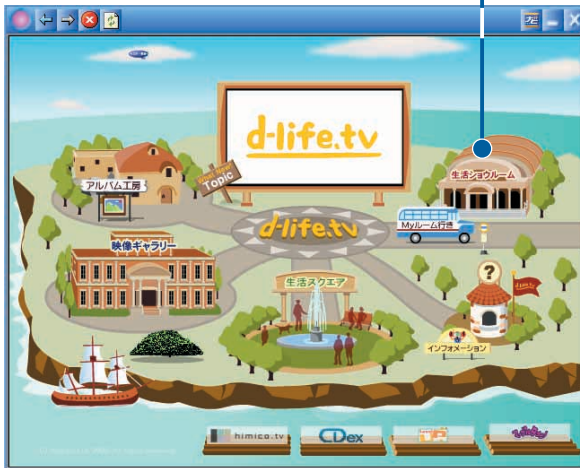 d-life.tv
生活ショウルーム
アルバム工房
What New!
Topic
Myルーム行き
d-life.tv
映像ギャラリー
?
生活スクエア
インフォメーション
himico.tv
CDex